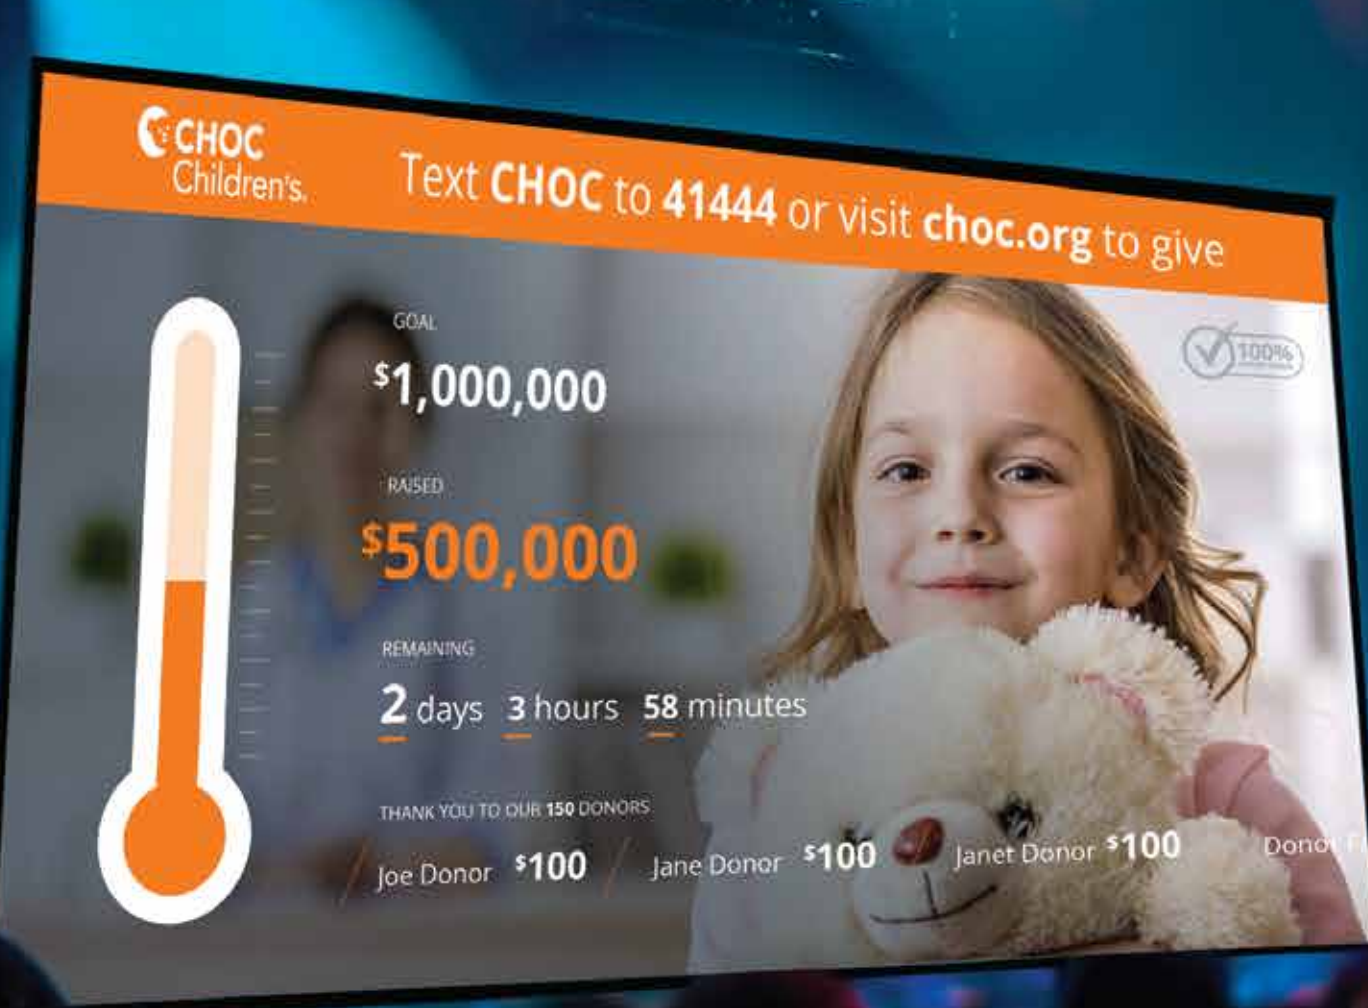 CHOC
Children's.
Text CHOC to 41444 or visit choc.org to give
100%
GOAL
$1,000,000
RAISED
$500,000
REMAINING
2 days 3 hours 58 minutes
THANK YOU TO OUR 150 DONORS
Joe Donor $100 / Jane Donor $100 / Janet Donor $100 Donor